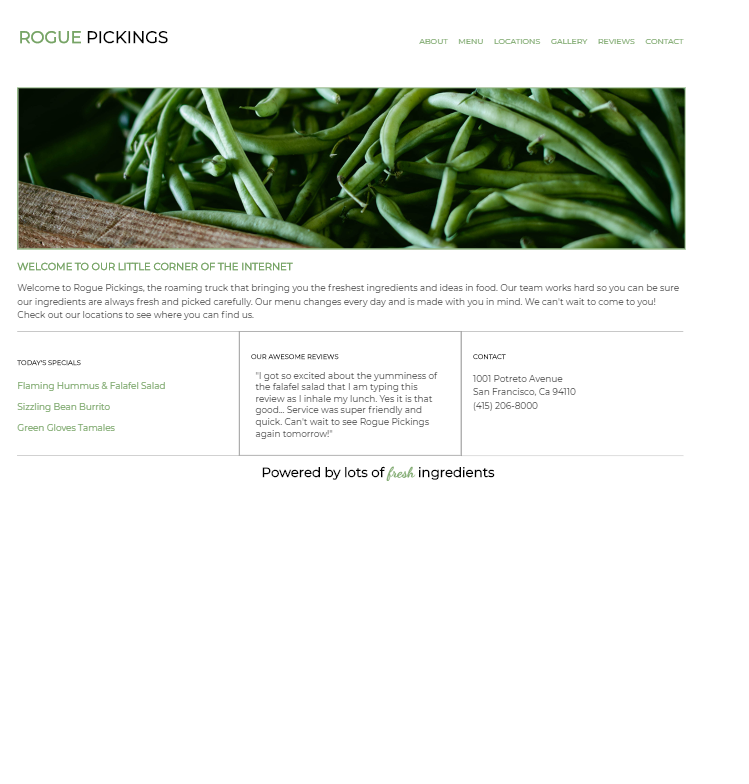 ROGUE PICKINGS
ABOUT MENU LOCATIONS GALLERY REVIEWS CONTACT
WELCOME TO OUR LITTLE CORNER OF THE INTERNET
Welcome to Rogue Pickings, the roaming truck that bringing you the freshest ingredients and ideas in food. Our team works hard so you can be sure
our ingredients are always fresh and picked carefully. Our menu changes every day and is made with you in mind. We can't wait to come to you!
Check out our locations to see where you can find us.
TODAY'S SPECIALS
Flaming Hummus & Falafel Salad
Sizzling Bean Burrito
Green Gloves Tamales
OUR AWESOME REVIEWS
"I got so excited about the yumminess of
the falafel salad that I am typing this
review as I inhale my lunch. Yes it is that
good... Service was super friendly and
quick. Can't wait to see Rogue Pickings
again tomorrow!"
CONTACT
1001 Potreto Avenue
San Francisco, Ca 94110
(415) 206-8000
Powered by lots of fresh ingredients